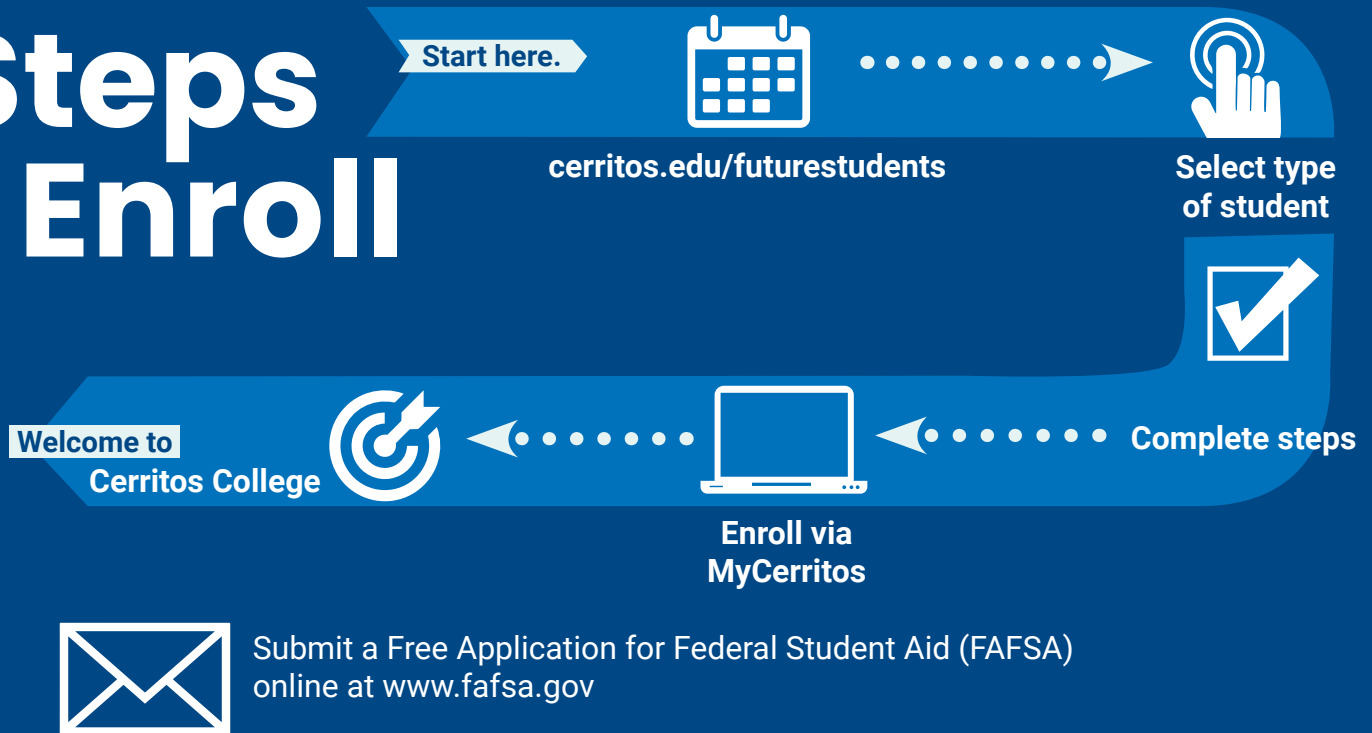 Steps
Enroll
Start here.
cerritos.edu/futurestudents
Select type
of student
Complete steps
Enroll via
MyCerritos
Welcome to
Cerritos College
Submit a Free Application for Federal Student Aid (FAFSA)
online at www.fafsa.gov